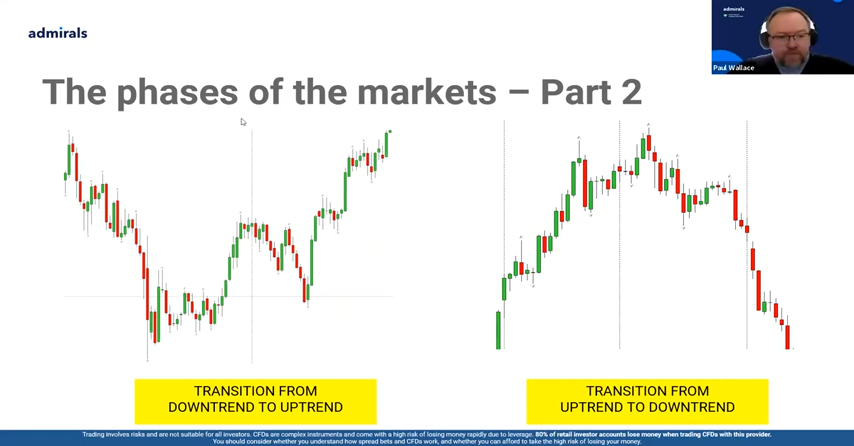 admirals
admirals
Paul Wallace
The phases of the markets – Part 2
TRANSITION FROM
DOWNTREND TO UPTREND
TRANSITION FROM
UPTREND TO DOWNTREND
Trading involves risks and are not suitable for all investors. CFDs are complex instruments and come with a high risk of losing money rapidly due to leverage. 80% of retail investor accounts lose money when trading CFDs with this provider.
You should consider whether you understand how spread bets and CFDs work, and whether you can afford to take the high risk of losing your money.